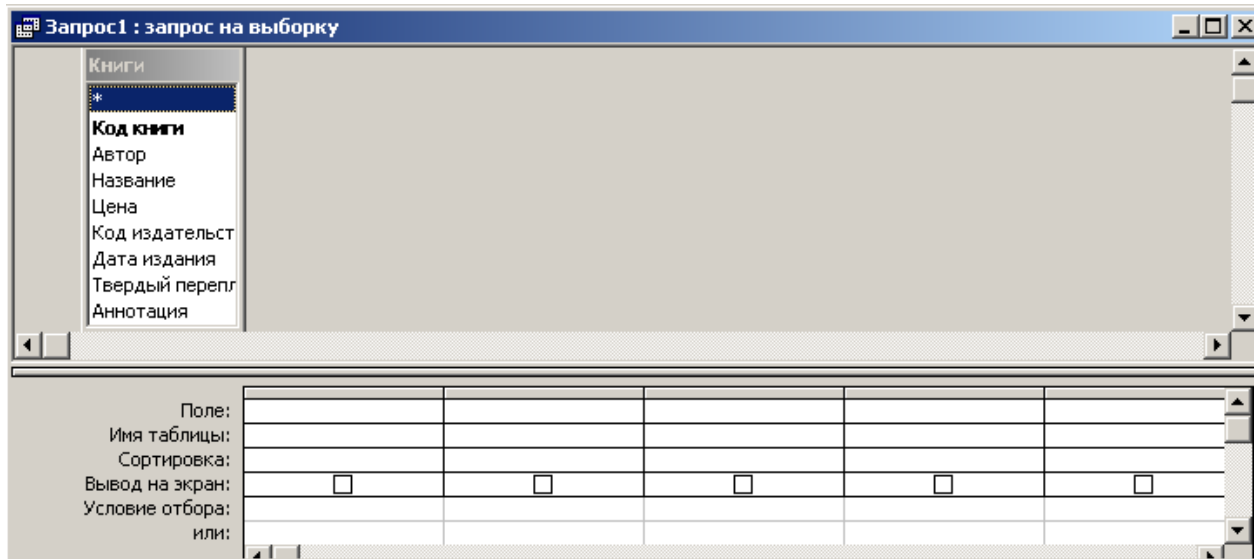 Запрос1 : запрос на выборку
Книги
*
Код книги
Автор
Название
Цена
Код издательст
Дата издания
Твердый перепл
Аннотация
Поле:
Имя таблицы:
Сортировка:
Вывод на экран:
Условие отбора:
или: